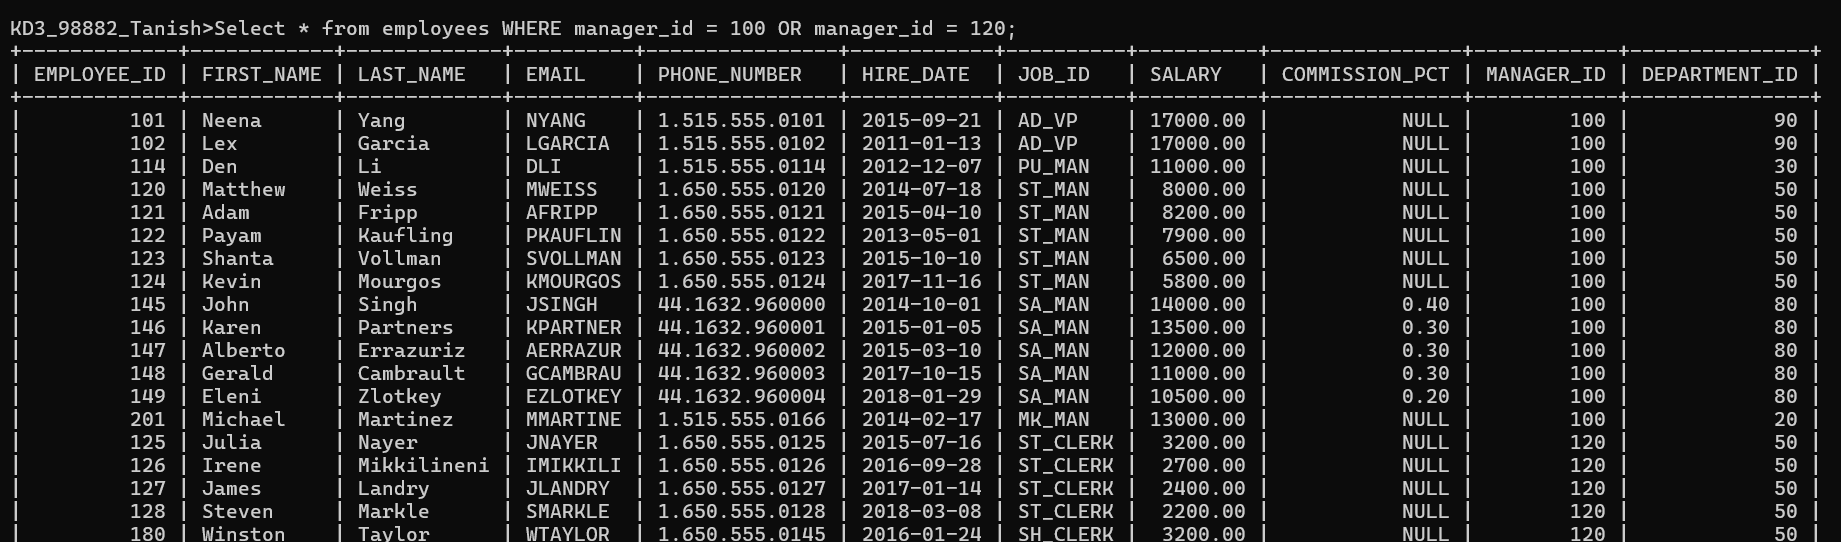 KD3_98882_Tanish>Select * from employees WHERE manager_id = 100 OR manager_id = 120;
+-------------+------------+-------------+----------+----------------+------------+----------+----------+----------------+------------+---------------+
| EMPLOYEE_ID | FIRST_NAME | LAST_NAME   | EMAIL    | PHONE_NUMBER   | HIRE_DATE  | JOB_ID   | SALARY   | COMMISSION_PCT | MANAGER_ID | DEPARTMENT_ID |
+-------------+------------+-------------+----------+----------------+------------+----------+----------+----------------+------------+---------------+
|         101 | Neena      | Yang        | NYANG    | 1.515.555.0101 | 2015-09-21 | AD_VP    | 17000.00 |           NULL |        100 |            90 |
|         102 | Lex        | Garcia      | LGARCIA  | 1.515.555.0102 | 2011-01-13 | AD_VP    | 17000.00 |           NULL |        100 |            90 |
|         114 | Den        | Li          | DLI      | 1.515.555.0114 | 2012-12-07 | PU_MAN   | 11000.00 |           NULL |        100 |            30 |
|         120 | Matthew    | Weiss       | MWEISS   | 1.650.555.0120 | 2014-07-18 | ST_MAN   |  8000.00 |           NULL |        100 |            50 |
|         121 | Adam       | Fripp       | AFRIPP   | 1.650.555.0121 | 2015-04-10 | ST_MAN   |  8200.00 |           NULL |        100 |            50 |
|         122 | Payam      | Kaufling    | PKAUFLIN | 1.650.555.0122 | 2013-05-01 | ST_MAN   |  7900.00 |           NULL |        100 |            50 |
|         123 | Shanta     | Vollman     | SVOLLMAN | 1.650.555.0123 | 2015-10-10 | ST_MAN   |  6500.00 |           NULL |        100 |            50 |
|         124 | Kevin      | Mourgos     | KMOURGOS | 1.650.555.0124 | 2017-11-16 | ST_MAN   |  5800.00 |           NULL |        100 |            50 |
|         145 | John       | Singh       | JSINGH   | 44.1632.960000 | 2014-10-01 | SA_MAN   | 14000.00 |           0.40 |        100 |            80 |
|         146 | Karen      | Partners    | KPARTNER | 44.1632.960001 | 2015-01-05 | SA_MAN   | 13500.00 |           0.30 |        100 |            80 |
|         147 | Alberto    | Errazuriz   | AERRAZUR | 44.1632.960002 | 2015-03-10 | SA_MAN   | 12000.00 |           0.30 |        100 |            80 |
|         148 | Gerald     | Cambrault   | GCAMBRAU | 44.1632.960003 | 2017-10-15 | SA_MAN   | 11000.00 |           0.30 |        100 |            80 |
|         149 | Eleni      | Zlotkey     | EZLOTKEY | 44.1632.960004 | 2018-01-29 | SA_MAN   | 10500.00 |           0.20 |        100 |            80 |
|         201 | Michael    | Martinez    | MMARTINE | 1.515.555.0166 | 2014-02-17 | MK_MAN   | 13000.00 |           NULL |        100 |            20 |
|         125 | Julia      | Nayer       | JNAYER   | 1.650.555.0125 | 2015-07-16 | ST_CLERK |  3200.00 |           NULL |        120 |            50 |
|         126 | Irene      | Mikkilineni | IMIKKILI | 1.650.555.0126 | 2016-09-28 | ST_CLERK |  2700.00 |           NULL |        120 |            50 |
|         127 | James      | Landry      | JLANDRY  | 1.650.555.0127 | 2017-01-14 | ST_CLERK |  2400.00 |           NULL |        120 |            50 |
|         128 | Steven     | Markle      | SMARKLE  | 1.650.555.0128 | 2018-03-08 | ST_CLERK |  2200.00 |           NULL |        120 |            50 |
|         180 | Winston    | Taylor      | WTAYLOR  | 1.650.555.0145 | 2016-01-24 | SH_CLERK |  3200.00 |           NULL |        120 |            50 |